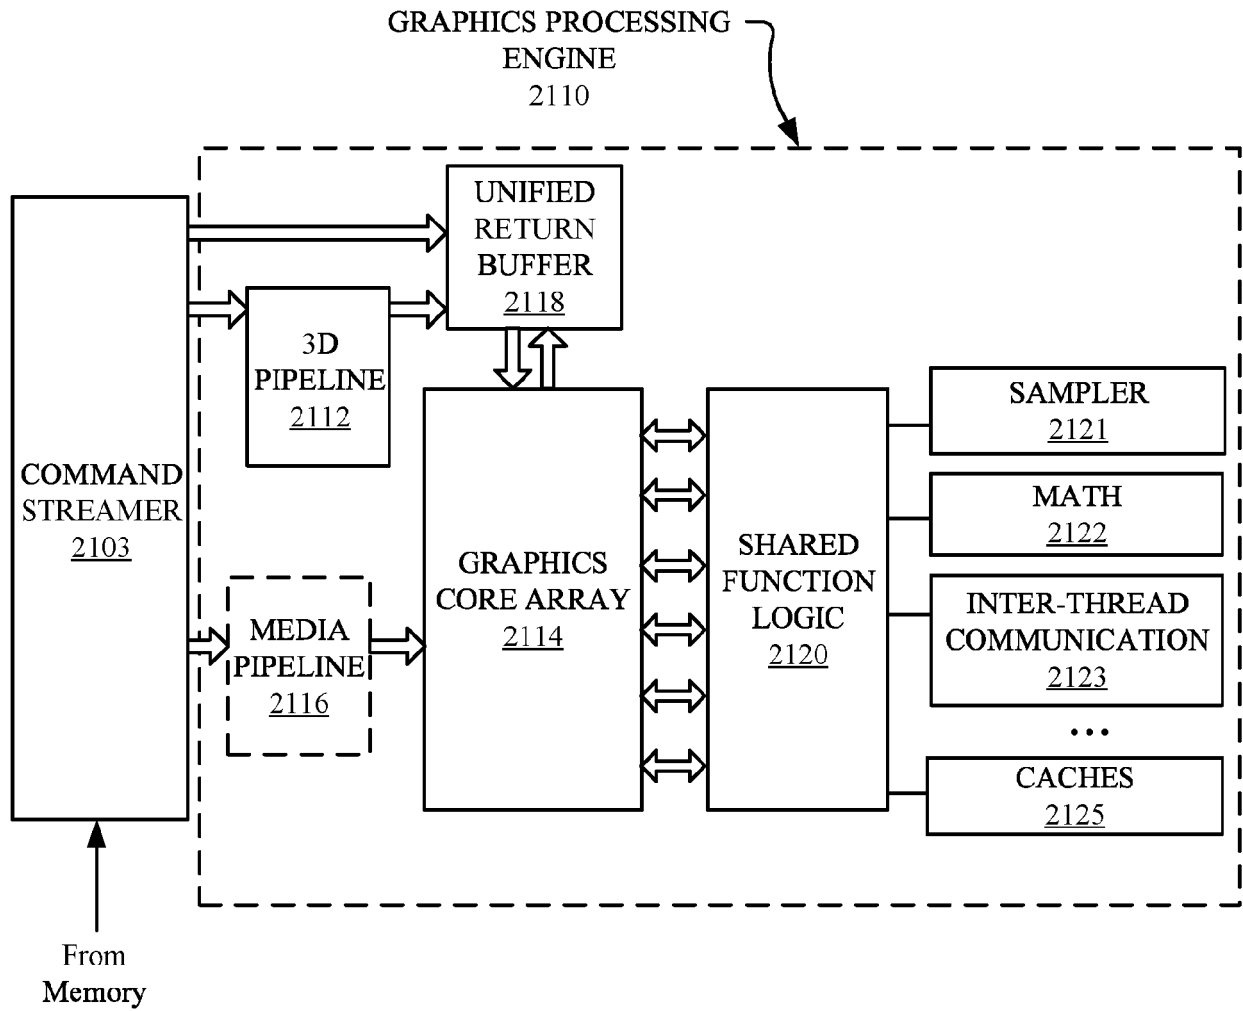 GRAPHICS PROCESSING
ENGINE
2110
UNIFIED
RETURN
BUFFER
2118
3D
PIPELINE
2112
COMMAND
STREAMER
2103
MEDIA
PIPELINE
2116
GRAPHICS
CORE ARRAY
2114
SHARED
FUNCTION
LOGIC
2120
SAMPLER
2121
MATH
2122
INTER-THREAD
COMMUNICATION
2123
...
CACHES
2125
From
Memory